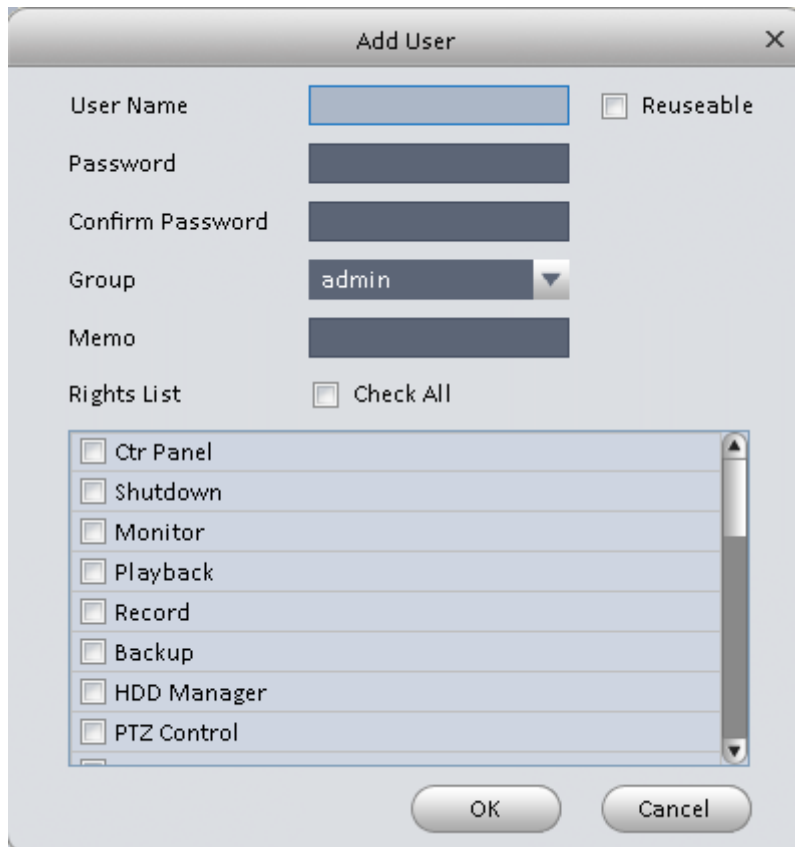 Add User
User Name Reuseable
Password
Confirm Password
Group admin
Memo
Rights List Check All
Ctr Panel
Shutdown
Monitor
Playback
Record
Backup
HDD Manager
PTZ Control
OK Cancel